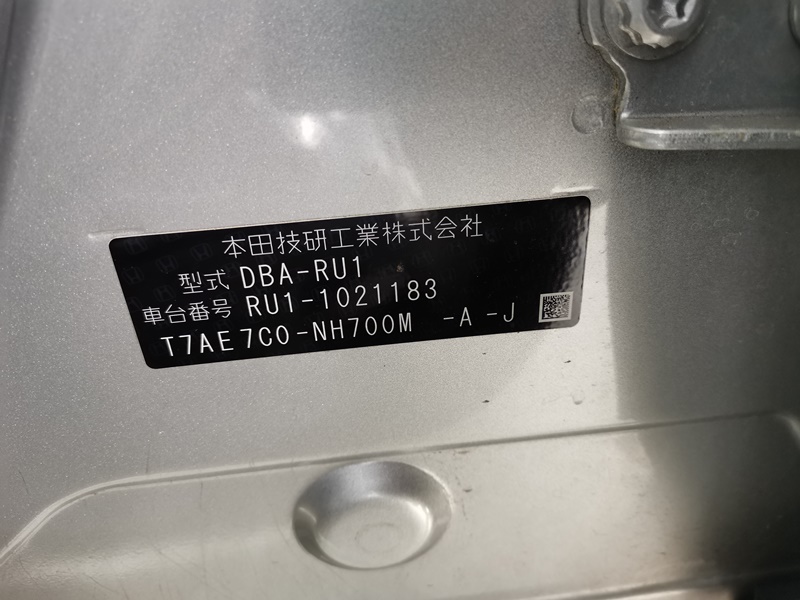 本田技研工業株式会社
型式 DBA-RU1
車台番号 RU1-1021183
T7AE7C0-NH700M -A -J